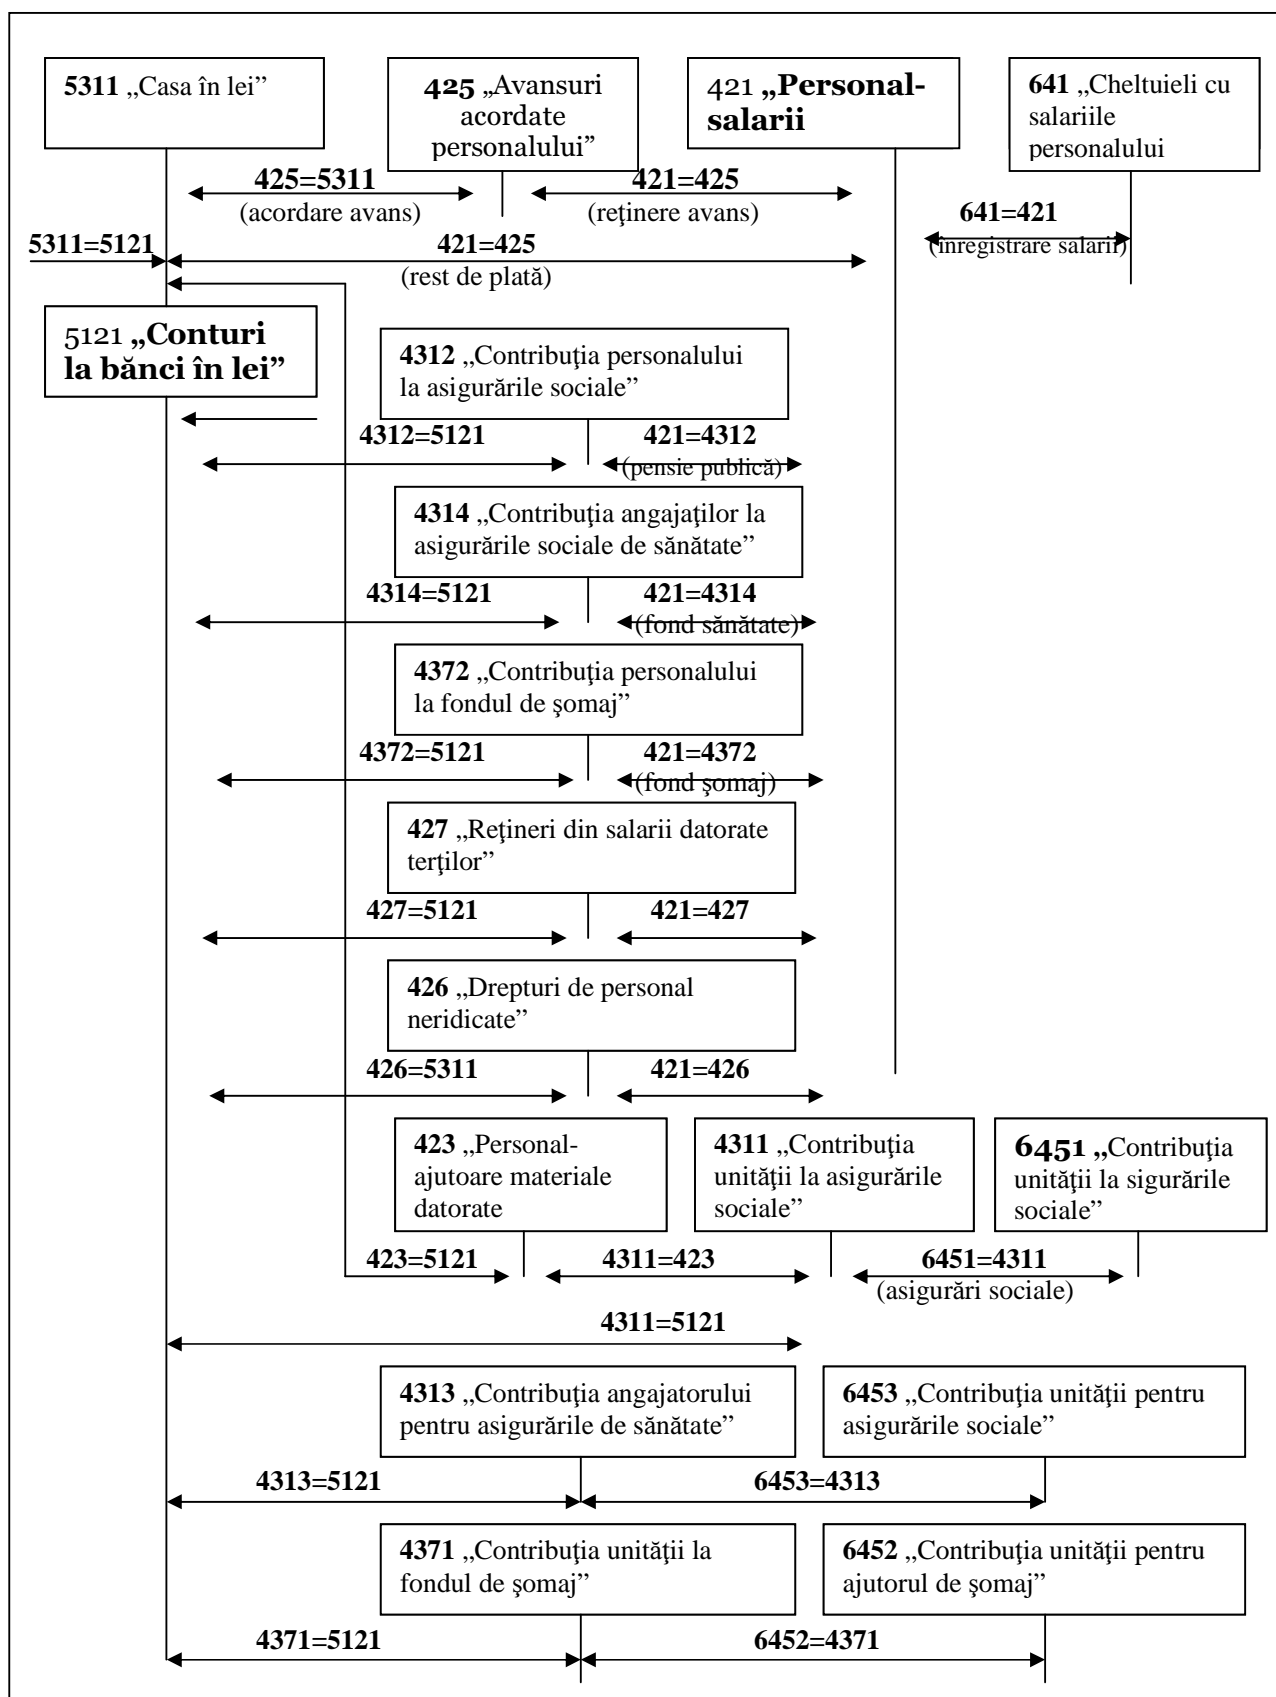 5311 „Casa în lei”
425 „Avansuri
acordate
personalului”
421 „Personal-
salarii
641 „Cheltuieli cu
salariile
personalului
425=5311
(acordare avans)
421=425
(reţinere avans)
641=421
(înregistrare salarii)
5311=5121
421=425
(rest de plată)
5121 „Conturi
la bănci în lei”
4312 „Contribuţia personalului
la asigurările sociale”
4312=5121
421=4312
(pensie publică)
4314 „Contribuţia angajaţilor la
asigurările sociale de sănătate”
4314=5121
421=4314
(fond sănătate)
4372 „Contribuţia personalului
la fondul de şomaj”
4372=5121
421=4372
(fond şomaj)
427 „Reţineri din salarii datorate
terţilor”
427=5121
421=427
426 „Drepturi de personal
neridicate”
426=5311
421=426
423 „Personal-
ajutoare materiale
datorate
4311 „Contribuţia
unităţii la asigurările
sociale”
6451 „Contribuţia
unităţii la sigurările
sociale”
423=5121
4311=423
6451=4311
(asigurări sociale)
4311=5121
4313 „Contribuţia angajatorului
pentru asigurările de sănătate”
6453 „Contribuţia unităţii pentru
asigurările sociale”
4313=5121
6453=4313
4371 „Contribuţia unităţii la
fondul de şomaj”
6452 „Contribuţia unităţii pentru
ajutorul de şomaj”
4371=5121
6452=4371